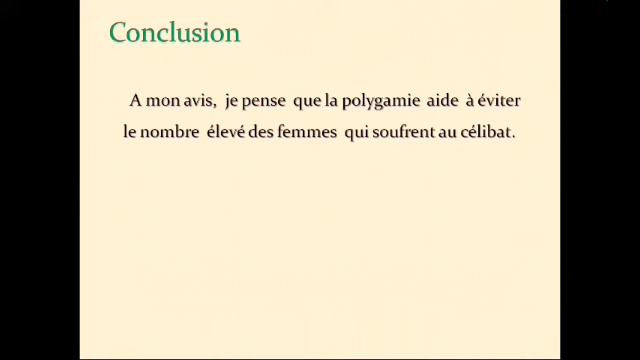 Conclusion
A mon avis, je pense que la polygamie aide à éviter
le nombre élevé des femmes qui soufrent au célibat.